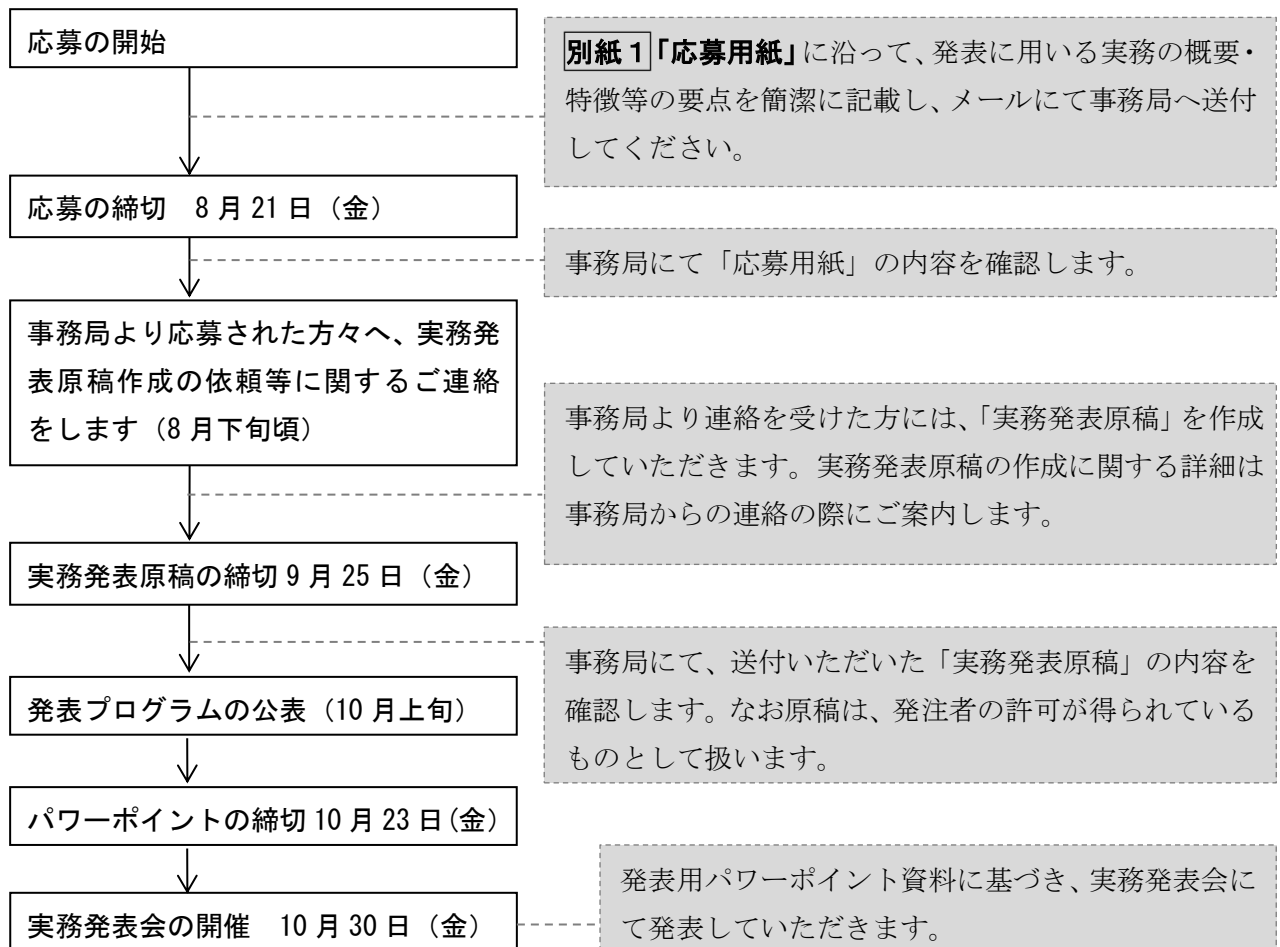 応募の開始
別紙1「応募用紙」に沿って、発表に用いる実務の概要・
特徴等の要点を簡潔に記載し、メールにて事務局へ送付
してください。
応募の締切　8月21日（金）
事務局にて「応募用紙」の内容を確認します。
事務局より応募された方々へ、実務発
表原稿作成の依頼等に関するご連絡
をします（8月下旬頃）
事務局より連絡を受けた方には、「実務発表原稿」を作成
していただきます。実務発表原稿の作成に関する詳細は
事務局からの連絡の際にご案内します。
実務発表原稿の締切9月25日（金）
事務局にて、送付いただいた「実務発表原稿」の内容を
確認します。なお原稿は、発注者の許可が得られている
ものとして扱います。
発表プログラムの公表（10月上旬）
パワーポイントの締切10月23日(金)
発表用パワーポイント資料に基づき、実務発表会に
て発表していただきます。
実務発表会の開催　10月30日（金）